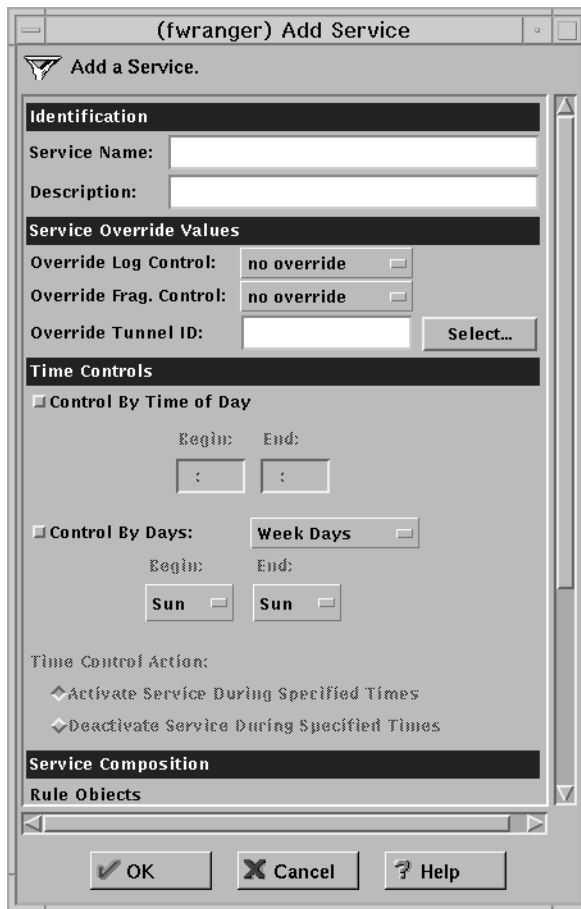 (fwranger) Add Service
Add a Service.
Identification
Service Name:
Description:
Service Override Values
Override Log Control: no override
Override Frag. Control: no override
Override Tunnel ID: Select...
Time Controls
Control By Time of Day
Begin: End:
: :
Control By Days: Week Days
Begin: End:
Sun Sun
Time Control Action:
Activate Service During Specified Times
Deactivate Service During Specified Times
Service Composition
Rule Objects
OK Cancel ? Help